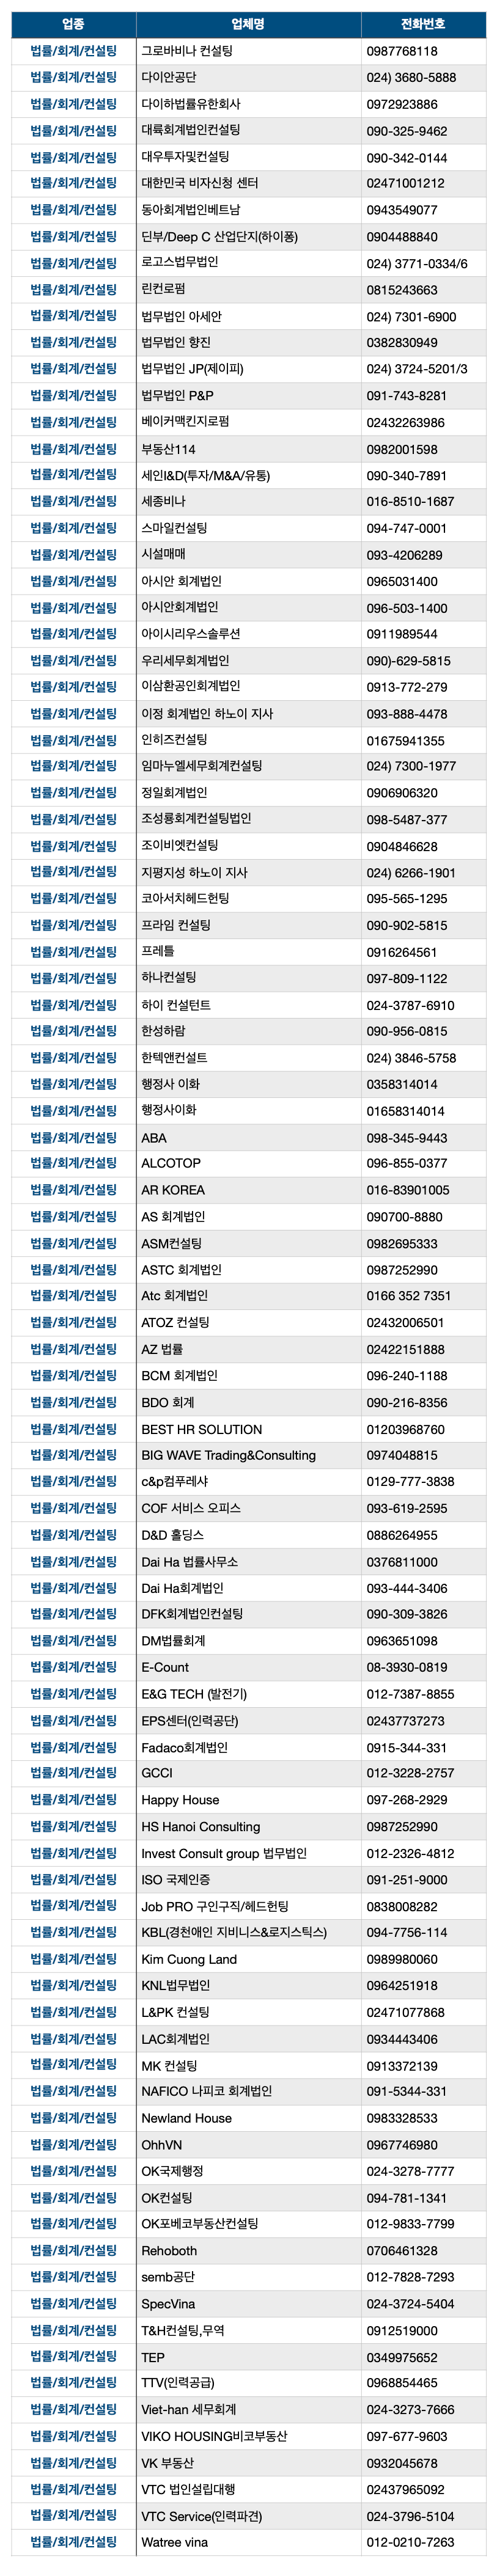 업종 업체명 전화번호
법률/회계/컨설팅 그로바비나 컨설팅 0987768118
법률/회계/컨설팅 다이안공단 024) 3680-5888
법률/회계/컨설팅 다이하법률유한회사 0972923886
법률/회계/컨설팅 대륙회계법인컨설팅 090-325-9462
법률/회계/컨설팅 대우투자및컨설팅 090-342-0144
법률/회계/컨설팅 대한민국 비자신청 센터 02471001212
법률/회계/컨설팅 동아회계법인베트남 0943549077
법률/회계/컨설팅 딘부/Deep C 산업단지(하이퐁) 0904488840
법률/회계/컨설팅 로고스법무법인 024) 3771-0334/6
법률/회계/컨설팅 린컨로펌 0815243663
법률/회계/컨설팅 법무법인 아세안 024) 7301-6900
법률/회계/컨설팅 법무법인 향진 0382830949
법률/회계/컨설팅 법무법인 JP(제이피) 024) 3724-5201/3
법률/회계/컨설팅 법무법인 P&P 091-743-8281
법률/회계/컨설팅 베이커맥킨지로펌 02432263986
법률/회계/컨설팅 부동산114 0982001598
법률/회계/컨설팅 세인I&D(투자/M&A/유통) 090-340-7891
법률/회계/컨설팅 세종비나 016-8510-1687
법률/회계/컨설팅 스마일컨설팅 094-747-0001
법률/회계/컨설팅 시설매매 093-4206289
법률/회계/컨설팅 아시안 회계법인 0965031400
법률/회계/컨설팅 아시안회계법인 096-503-1400
법률/회계/컨설팅 아이시리우스솔루션 0911989544
법률/회계/컨설팅 우리세무회계법인 090)-629-5815
법률/회계/컨설팅 이삼환공인회계법인 0913-772-279
법률/회계/컨설팅 이정 회계법인 하노이 지사 093-888-4478
법률/회계/컨설팅 인히즈컨설팅 01675941355
법률/회계/컨설팅 임마누엘세무회계컨설팅 024) 7300-1977
법률/회계/컨설팅 정일회계법인 0906906320
법률/회계/컨설팅 조성룡회계컨설팅법인 098-5487-377
법률/회계/컨설팅 조이비엣컨설팅 0904846628
법률/회계/컨설팅 지평지성 하노이 지사 024) 6266-1901
법률/회계/컨설팅 코아서치헤드헌팅 095-565-1295
법률/회계/컨설팅 프라임 컨설팅 090-902-5815
법률/회계/컨설팅 프레틀 0916264561
법률/회계/컨설팅 하나컨설팅 097-809-1122
법률/회계/컨설팅 하이 컨설턴트 024-3787-6910
법률/회계/컨설팅 한성하람 090-956-0815
법률/회계/컨설팅 한텍앤컨설트 024) 3846-5758
법률/회계/컨설팅 행정사 이화 0358314014
법률/회계/컨설팅 행정사이화 01658314014
법률/회계/컨설팅 ABA 098-345-9443
법률/회계/컨설팅 ALCOTOP 096-855-0377
법률/회계/컨설팅 AR KOREA 016-83901005
법률/회계/컨설팅 AS 회계법인 090700-8880
법률/회계/컨설팅 ASM컨설팅 0982695333
법률/회계/컨설팅 ASTC 회계법인 0987252990
법률/회계/컨설팅 Atc 회계법인 0166 352 7351
법률/회계/컨설팅 ATOZ 컨설팅 02432006501
법률/회계/컨설팅 AZ 법률 02422151888
법률/회계/컨설팅 BCM 회계법인 096-240-1188
법률/회계/컨설팅 BDO 회계 090-216-8356
법률/회계/컨설팅 BEST HR SOLUTION 01203968760
법률/회계/컨설팅 BIG WAVE Trading&Consulting 0974048815
법률/회계/컨설팅 c&p컴푸레샤 0129-777-3838
법률/회계/컨설팅 COF 서비스 오피스 093-619-2595
법률/회계/컨설팅 D&D 홀딩스 0886264955
법률/회계/컨설팅 Dai Ha 법률사무소 0376811000
법률/회계/컨설팅 Dai Ha회계법인 093-444-3406
법률/회계/컨설팅 DFK회계법인컨설팅 090-309-3826
법률/회계/컨설팅 DM법률회계 0963651098
법률/회계/컨설팅 E-Count 08-3930-0819
법률/회계/컨설팅 E&G TECH (발전기) 012-7387-8855
법률/회계/컨설팅 EPS센터(인력공단) 02437737273
법률/회계/컨설팅 Fadaco회계법인 0915-344-331
법률/회계/컨설팅 GCCI 012-3228-2757
법률/회계/컨설팅 Happy House 097-268-2929
법률/회계/컨설팅 HS Hanoi Consulting 0987252990
법률/회계/컨설팅 Invest Consult group 법무법인 012-2326-4812
법률/회계/컨설팅 ISO 국제인증 091-251-9000
법률/회계/컨설팅 Job PRO 구인구직/헤드헌팅 0838008282
법률/회계/컨설팅 KBL(경천애인 지비니스&로지스틱스) 094-7756-114
법률/회계/컨설팅 Kim Cuong Land 0989980060
법률/회계/컨설팅 KNL법무법인 0964251918
법률/회계/컨설팅 L&PK 컨설팅 02471077868
법률/회계/컨설팅 LAC회계법인 0934443406
법률/회계/컨설팅 MK 컨설팅 0913372139
법률/회계/컨설팅 NAFICO 나피코 회계법인 091-5344-331
법률/회계/컨설팅 Newland House 0983328533
법률/회계/컨설팅 OhhVN 0967746980
법률/회계/컨설팅 OK국제행정 024-3278-7777
법률/회계/컨설팅 OK컨설팅 094-781-1341
법률/회계/컨설팅 OK포베코부동산컨설팅 012-9833-7799
법률/회계/컨설팅 Rehoboth 0706461328
법률/회계/컨설팅 semb공단 012-7828-7293
법률/회계/컨설팅 SpecVina 024-3724-5404
법률/회계/컨설팅 T&H컨설팅,무역 0912519000
법률/회계/컨설팅 TEP 0349975652
법률/회계/컨설팅 TTV(인력공급) 0968854465
법률/회계/컨설팅 Viet-han 세무회계 024-3273-7666
법률/회계/컨설팅 VIKO HOUSING비코부동산 097-677-9603
법률/회계/컨설팅 VK 부동산 0932045678
법률/회계/컨설팅 VTC 법인설립대행 02437965092
법률/회계/컨설팅 VTC Service(인력파견) 024-3796-5104
법률/회계/컨설팅 Watree vina 012-0210-7263